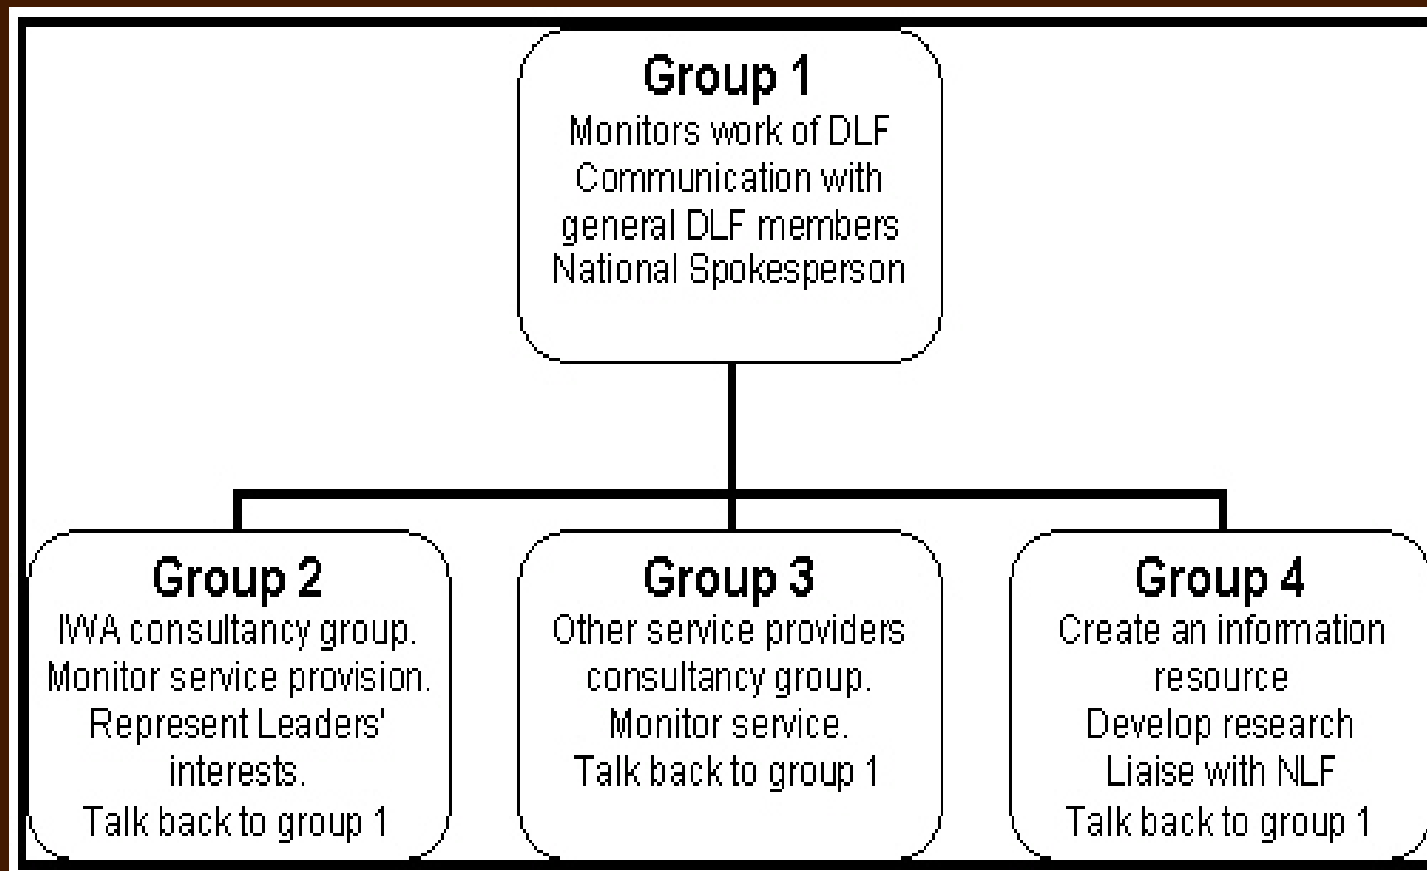 Group 1
Monitors work of DLF
Communication with
general DLF members
National Spokesperson
Group 2
IWA consultancy group.
Monitor service provision.
Represent Leaders'
interests.
Talk back to group 1
Group 3
Other service providers
consultancy group.
Monitor service.
Talk back to group 1
Group 4
Create an information
resource
Develop research
Liaise with NLF
Talk back to group 1